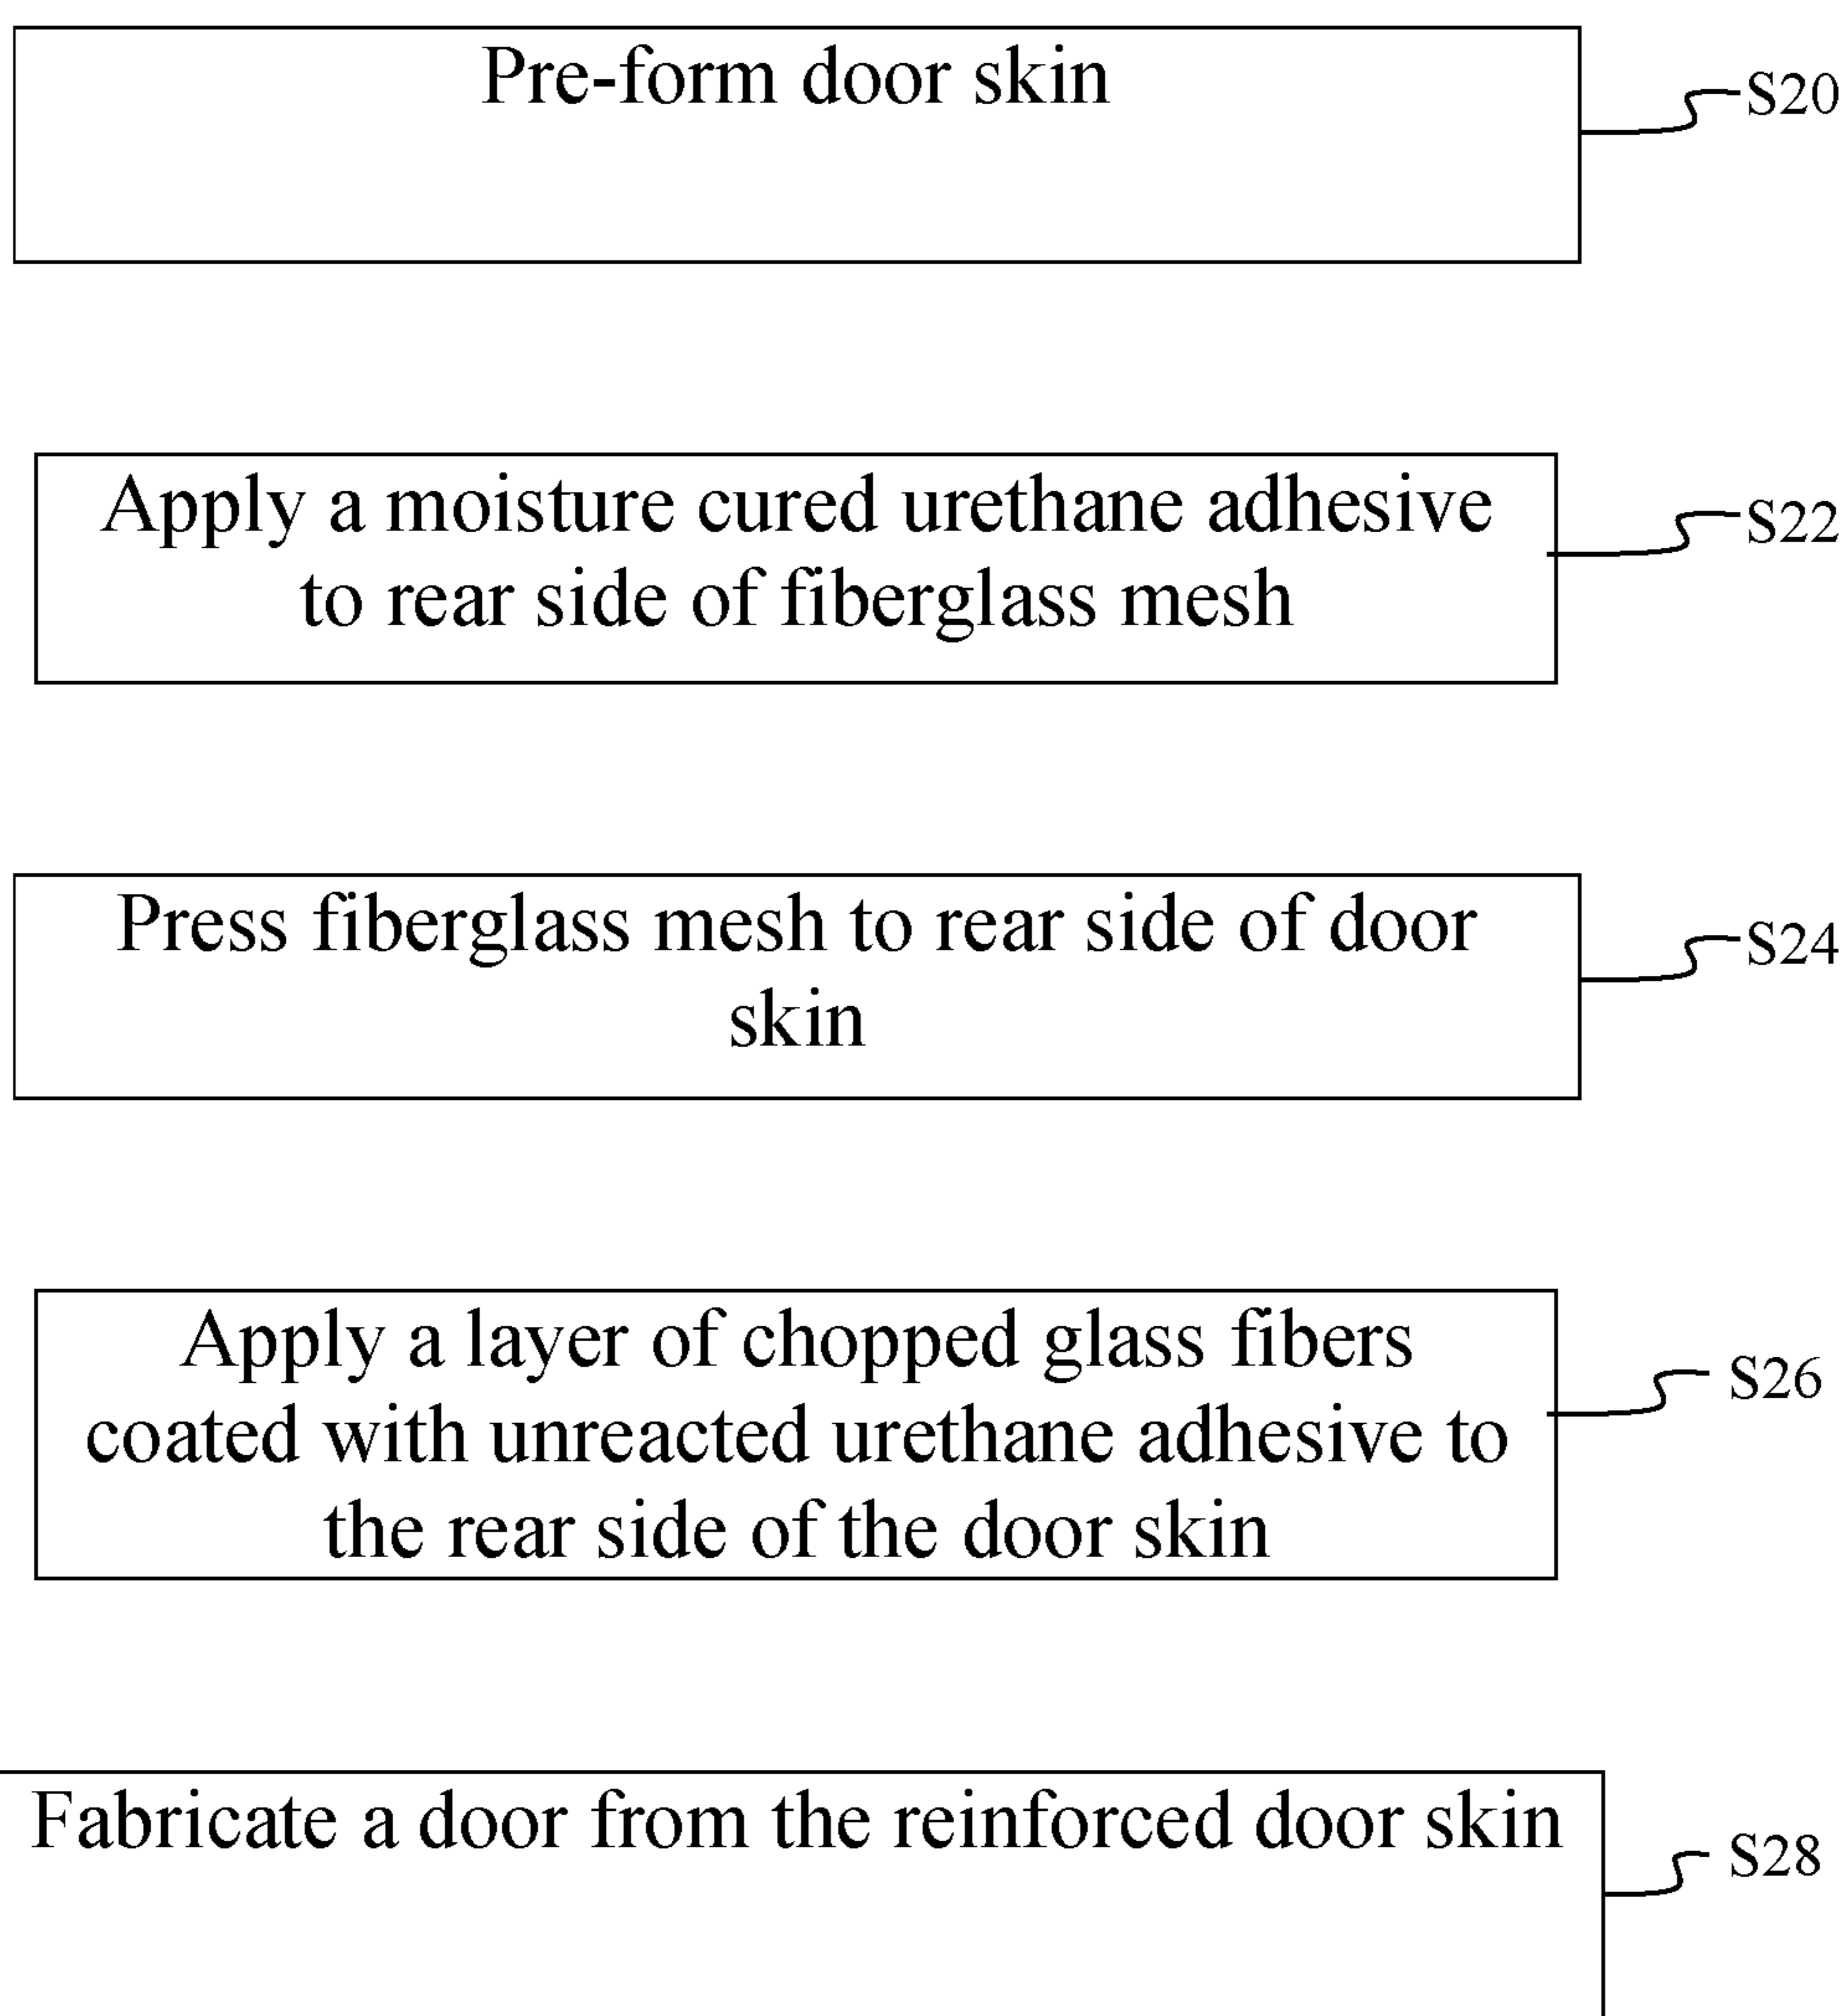 Pre-form door skin
S20
Apply a moisture cured urethane adhesive
to rear side of fiberglass mesh
S22
Press fiberglass mesh to rear side of door
skin
S24
Apply a layer of chopped glass fibers
coated with unreacted urethane adhesive to
the rear side of the door skin
S26
Fabricate a door from the reinforced door skin
S28